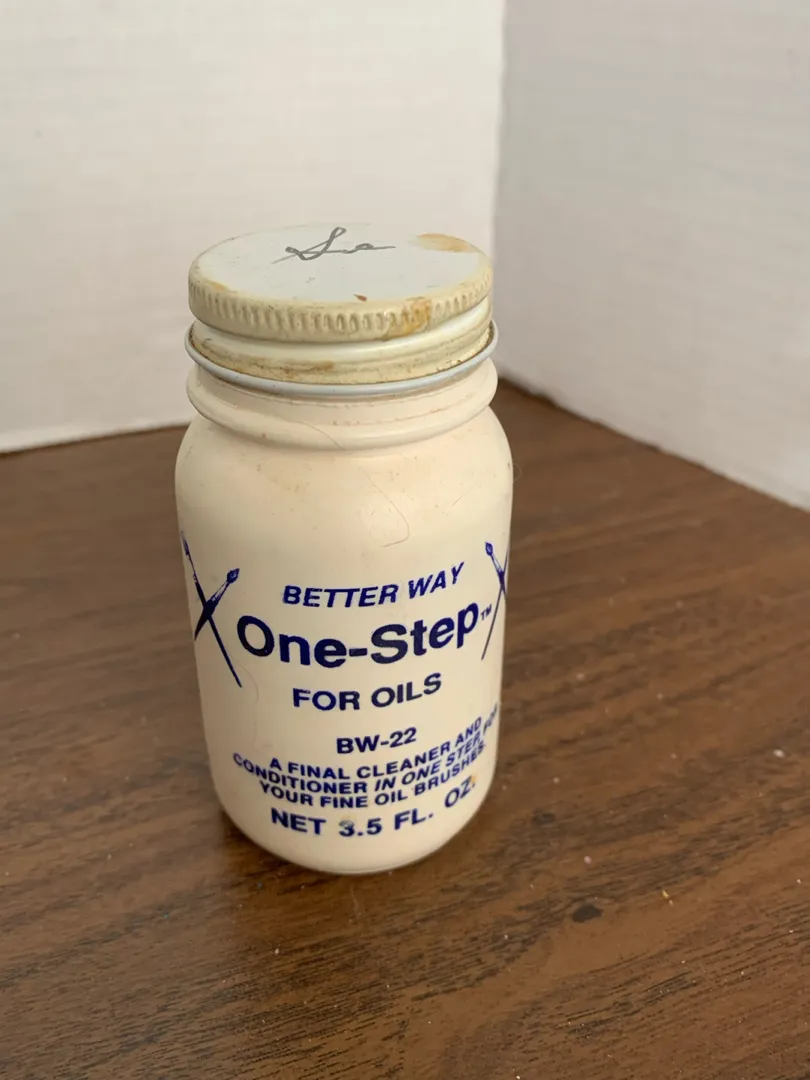 BETTER WAY
One-Step™
FOR OILS
BW-22
A FINAL CLEANER AND
CONDITIONER IN ONE STEP FOR
YOUR FINE OIL BRUSHES.
NET 3.5 FL. OZ.